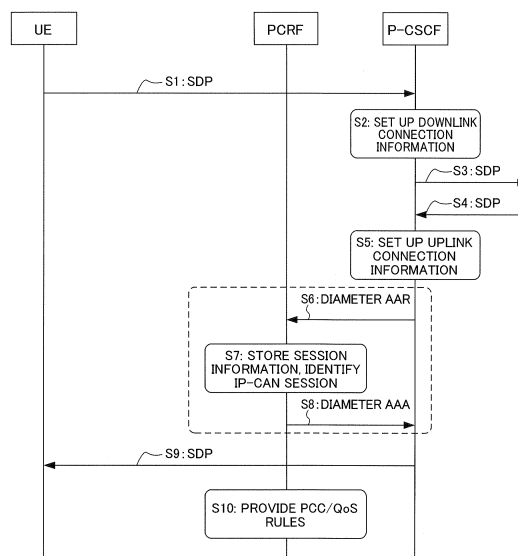 UE
PCRF
P-CSCF
S1:SDP
S2: SET UP DOWNLINK
CONNECTION
INFORMATION
S3:SDP
S4:SDP
S5: SET UP UPLINK
CONNECTION
INFORMATION
S6:DIAMETER AAR
S7: STORE SESSION
INFORMATION, IDENTIFY
IP-CAN SESSION
S8:DIAMETER AAA
S9:SDP
S10: PROVIDE PCC/QoS
RULES